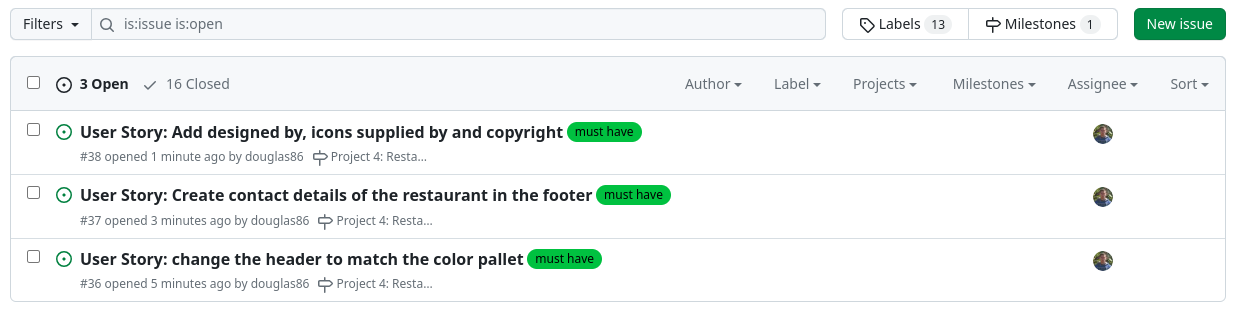 Filters is:issue is:open Labels 13 Milestones 1 New issue
3 Open 16 Closed Author Label Projects Milestones Assignee Sort
User Story: Add designed by, icons supplied by and copyright must have
#38 opened 1 minute ago by douglas86 Project 4: Resta...
User Story: Create contact details of the restaurant in the footer must have
#37 opened 3 minutes ago by douglas86 Project 4: Resta...
User Story: change the header to match the color pallet must have
#36 opened 5 minutes ago by douglas86 Project 4: Resta...